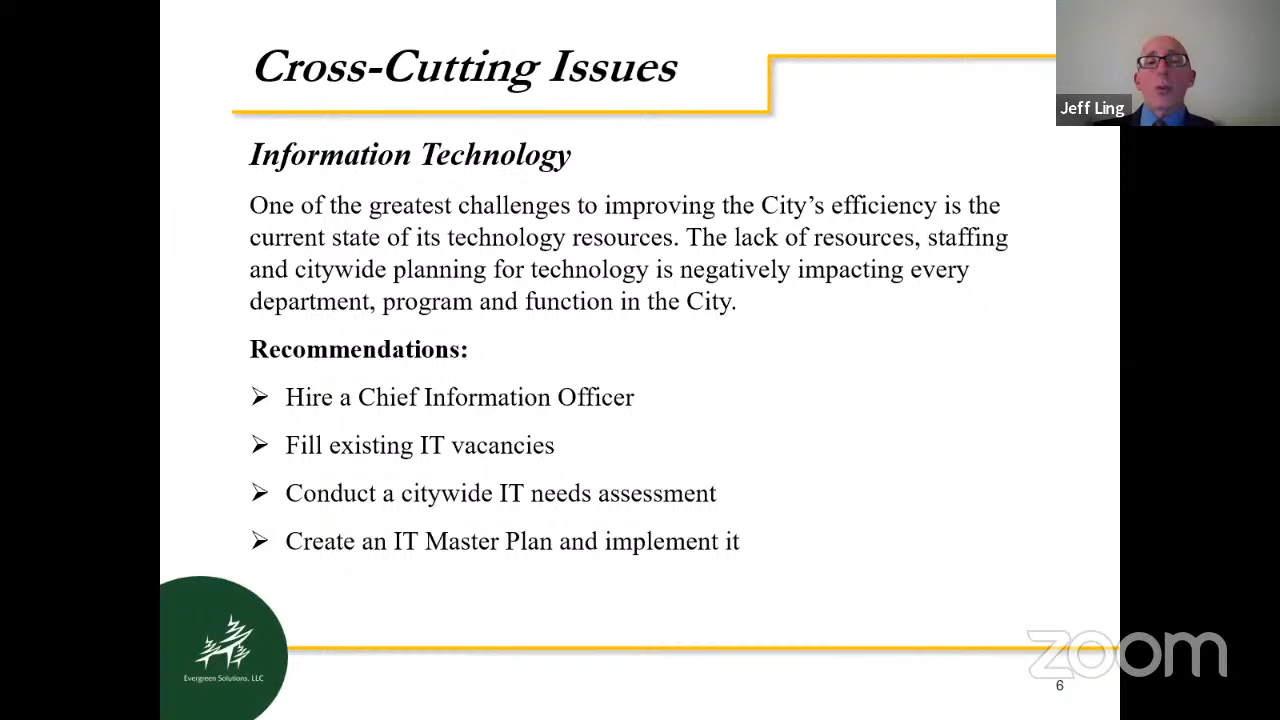 Cross-Cutting Issues
Jeff Ling
Information Technology
One of the greatest challenges to improving the City’s efficiency is the
current state of its technology resources. The lack of resources, staffing
and citywide planning for technology is negatively impacting every
department, program and function in the City.
Recommendations:
Hire a Chief Information Officer
Fill existing IT vacancies
Conduct a citywide IT needs assessment
Create an IT Master Plan and implement it
Evergreen Solutions, LLC
zoom
6